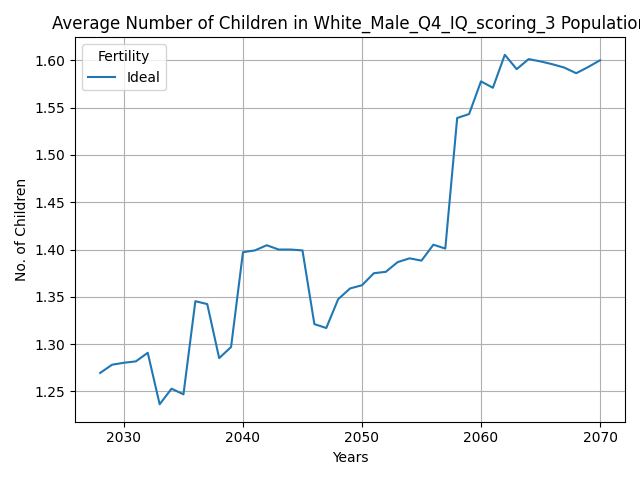 Average Number of Children in White_Male_Q4_IQ_scoring_3 Population
Fertility
Ideal
No. of Children
1.60
1.55
1.50
1.45
1.40
1.35
1.30
1.25
2030 2040 2050 2060 2070
Years